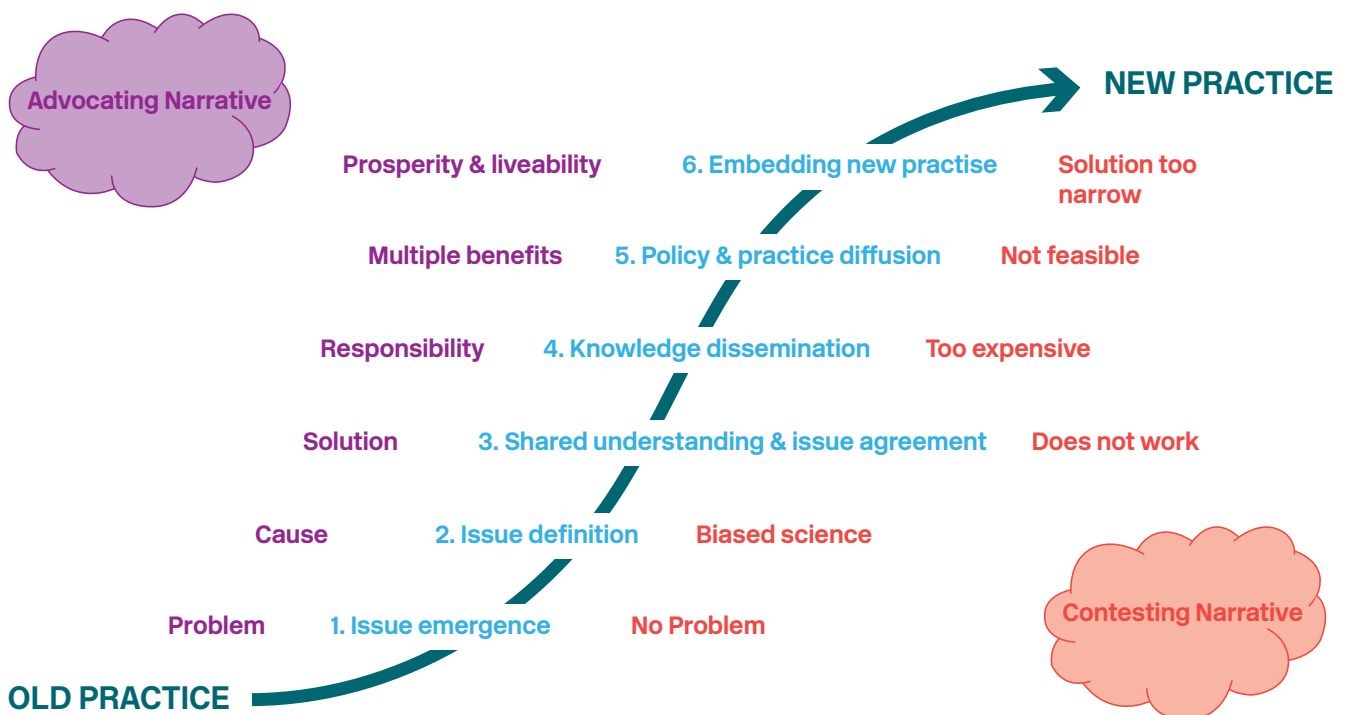 Advocating Narrative
NEW PRACTICE
Prosperity & liveability
6. Embedding new practise
Solution too
narrow
Multiple benefits
5. Policy & practice diffusion
Not feasible
Responsibility
4. Knowledge dissemination
Too expensive
Solution
3. Shared understanding & issue agreement
Does not work
Cause
2. Issue definition
Biased science
Contesting Narrative
Problem
1. Issue emergence
No Problem
OLD PRACTICE